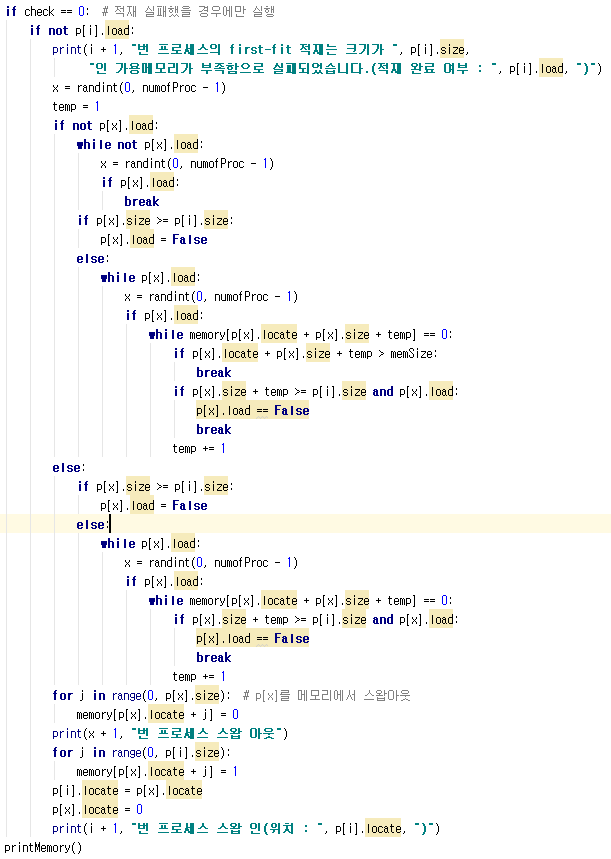 if check == 0:  # 적재 실패했을 경우에만 실행
    if not p[i].load:
        print(i + 1, "번 프로세스의 first-fit 적재는 크기가 ", p[i].size,
              "인 가용메모리가 부족함으로 실패되었습니다.(적재 완료 여부 : ", p[i].load, ")")
        x = randint(0, numofProc - 1)
        temp = 1
        if not p[x].load:
            while not p[x].load:
                x = randint(0, numofProc - 1)
                if p[x].load:
                    break
            if p[x].size >= p[i].size:
                p[x].load = False
            else:
                while p[x].load:
                    x = randint(0, numofProc - 1)
                    if p[x].load:
                        while memory[p[x].locate + p[x].size + temp] == 0:
                            if p[x].locate + p[x].size + temp > memSize:
                                break
                            if p[x].size + temp >= p[i].size and p[x].load:
                                p[x].load == False
                                break
                            temp += 1
        else:
            if p[x].size >= p[i].size:
                p[x].load = False
            else:
                while p[x].load:
                    x = randint(0, numofProc - 1)
                    if p[x].load:
                        while memory[p[x].locate + p[x].size + temp] == 0:
                            if p[x].size + temp >= p[i].size and p[x].load:
                                p[x].load == False
                                break
                            temp += 1
        for j in range(0, p[x].size):  # p[x]를 메모리에서 스왑아웃
            memory[p[x].locate + j] = 0
        print(x + 1, "번 프로세스 스왑 아웃")
        for j in range(0, p[i].size):
            memory[p[x].locate + j] = 1
        p[i].locate = p[x].locate
        p[x].locate = 0
        print(i + 1, "번 프로세스 스왑 인(위치 : ", p[i].locate, ")")
printMemory()